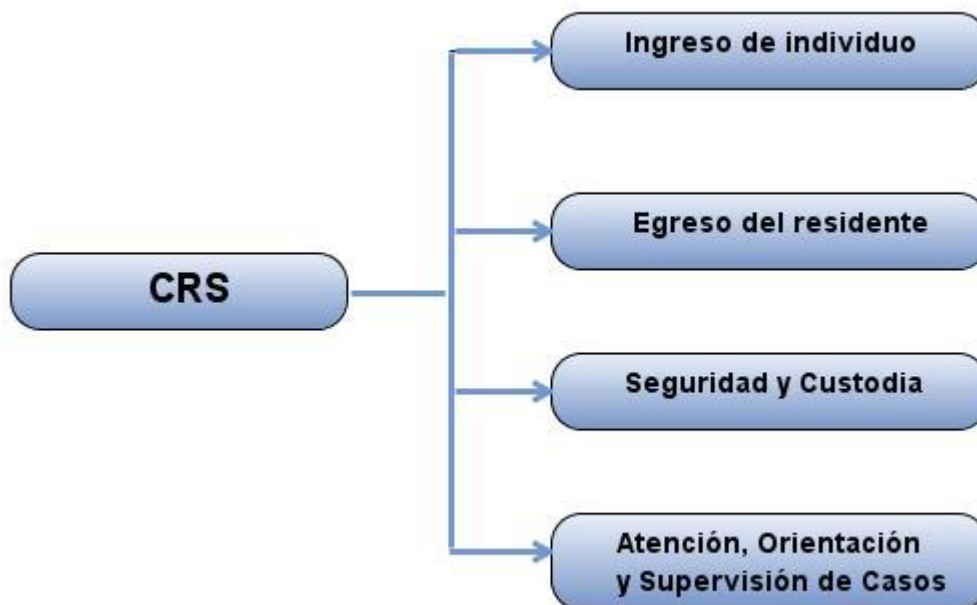 Ingreso de individuo
Egreso del residente
CRS
Seguridad y Custodia
Atención, Orientación
y Supervisión de Casos